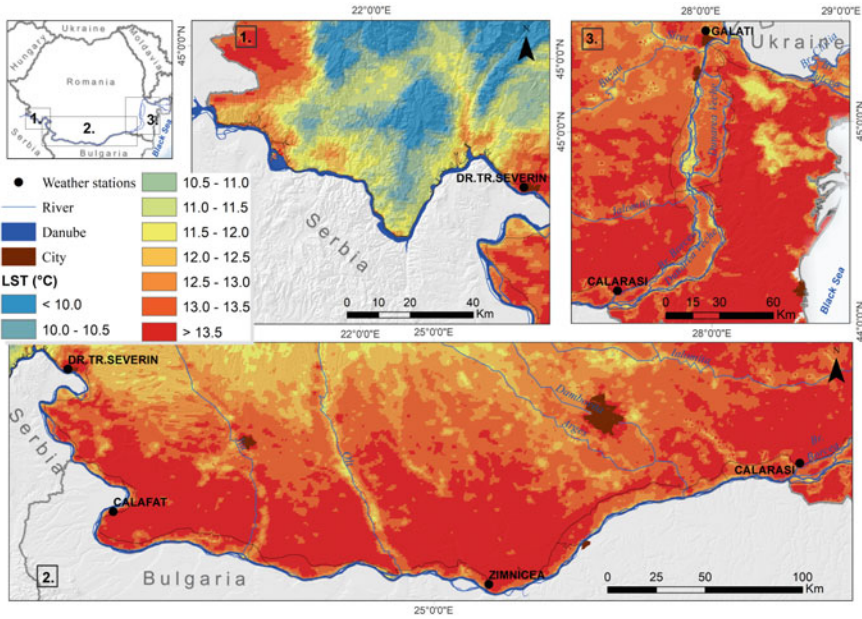 22°0'0"E
28°0'0"E
29°0'0"E
Ukraine
Hungary
Moldavia
Romania
1.
2.
3.
Serbia
Bulgaria
Black Sea
45°0'0"N
1.
DR.TR.SEVERIN
Serbia
0 10 20 40
Km
45°0'0"N
3.
GALATI
Ukraine
Siret
CALARASI
0 15 30 60
Km
Black Sea
45°0'0"N
44°0'0"N
Weather stations
River
Danube
City
LST (°C)
< 10.0
10.0 - 10.5
10.5 - 11.0
11.0 - 11.5
11.5 - 12.0
12.0 - 12.5
12.5 - 13.0
13.0 - 13.5
> 13.5
22°0'0"E
25°0'0"E
28°0'0"E
DR.TR.SEVERIN
Serbia
CALAFAT
Olt
CALARASI
ZIMNICEA
2.
Bulgaria
0 25 50 100
Km
25°0'0"E